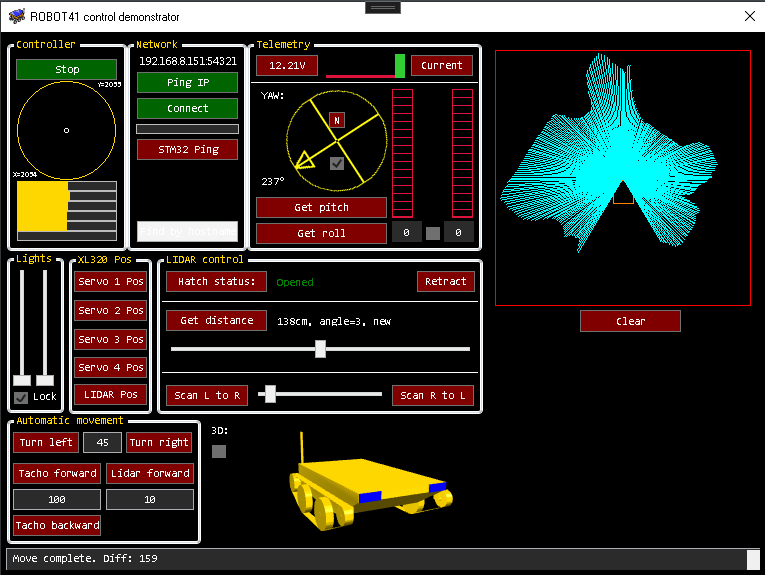 ROBOT41 control demonstrator
Controller
Stop
Y=2055
X=2054
Network
192.168.8.151:54321
Ping IP
Connect
STM32 Ping
Find by hostname
Telemetry
12.21V
Current
YAW:
N
237°
Get pitch
Get roll
0
0
Lights
Lock
XL320 Pos
Servo 1 Pos
Servo 2 Pos
Servo 3 Pos
Servo 4 Pos
LIDAR Pos
LIDAR control
Hatch status:
Opened
Retract
Get distance
138cm, angle=3, new
Scan L to R
Scan R to L
Clear
Automatic movement
Turn left
45
Turn right
Tacho forward
Lidar forward
100
10
Tacho backward
3D:
Move complete. Diff: 159